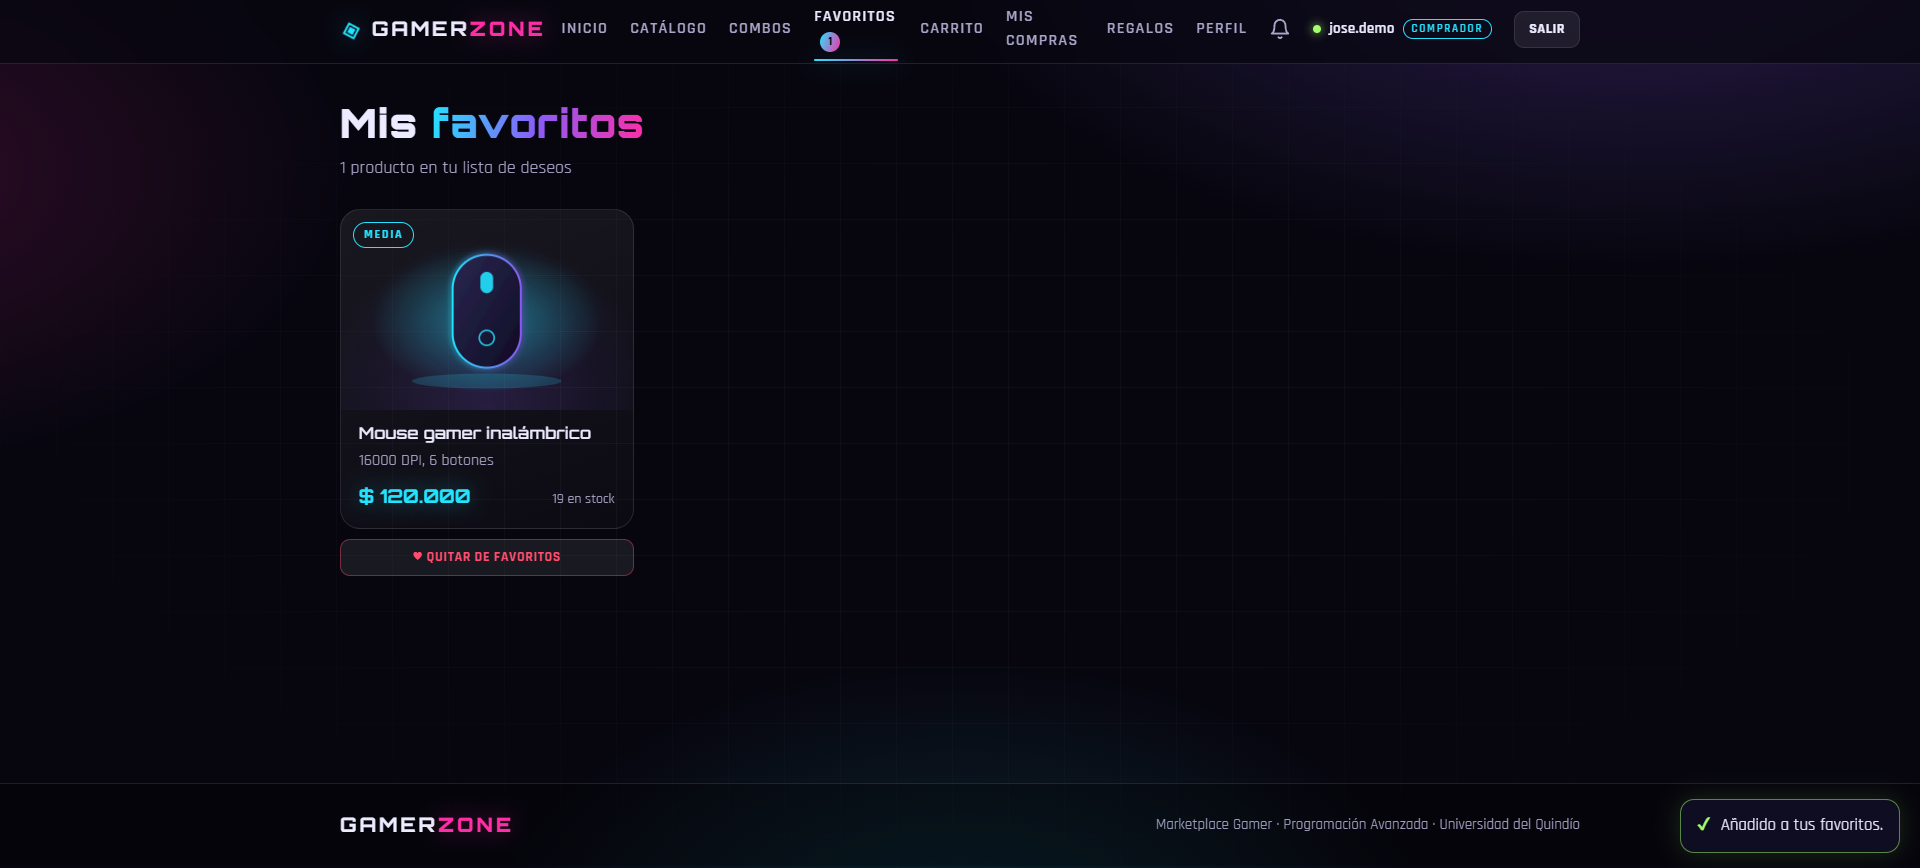 GAMERZONE
INICIO
CATÁLOGO
COMBOS
FAVORITOS
1
CARRITO
MIS
COMPRAS
REGALOS
PERFIL
jose.demo
COMPRADOR
SALIR
Mis favoritos
1 producto en tu lista de deseos
MEDIA
Mouse gamer inalámbrico
16000 DPI, 6 botones
$ 120.000
19 en stock
♥ QUITAR DE FAVORITOS
GAMERZONE
Marketplace Gamer · Programación Avanzada · Universidad del Quindío
✓ Añadido a tus favoritos.